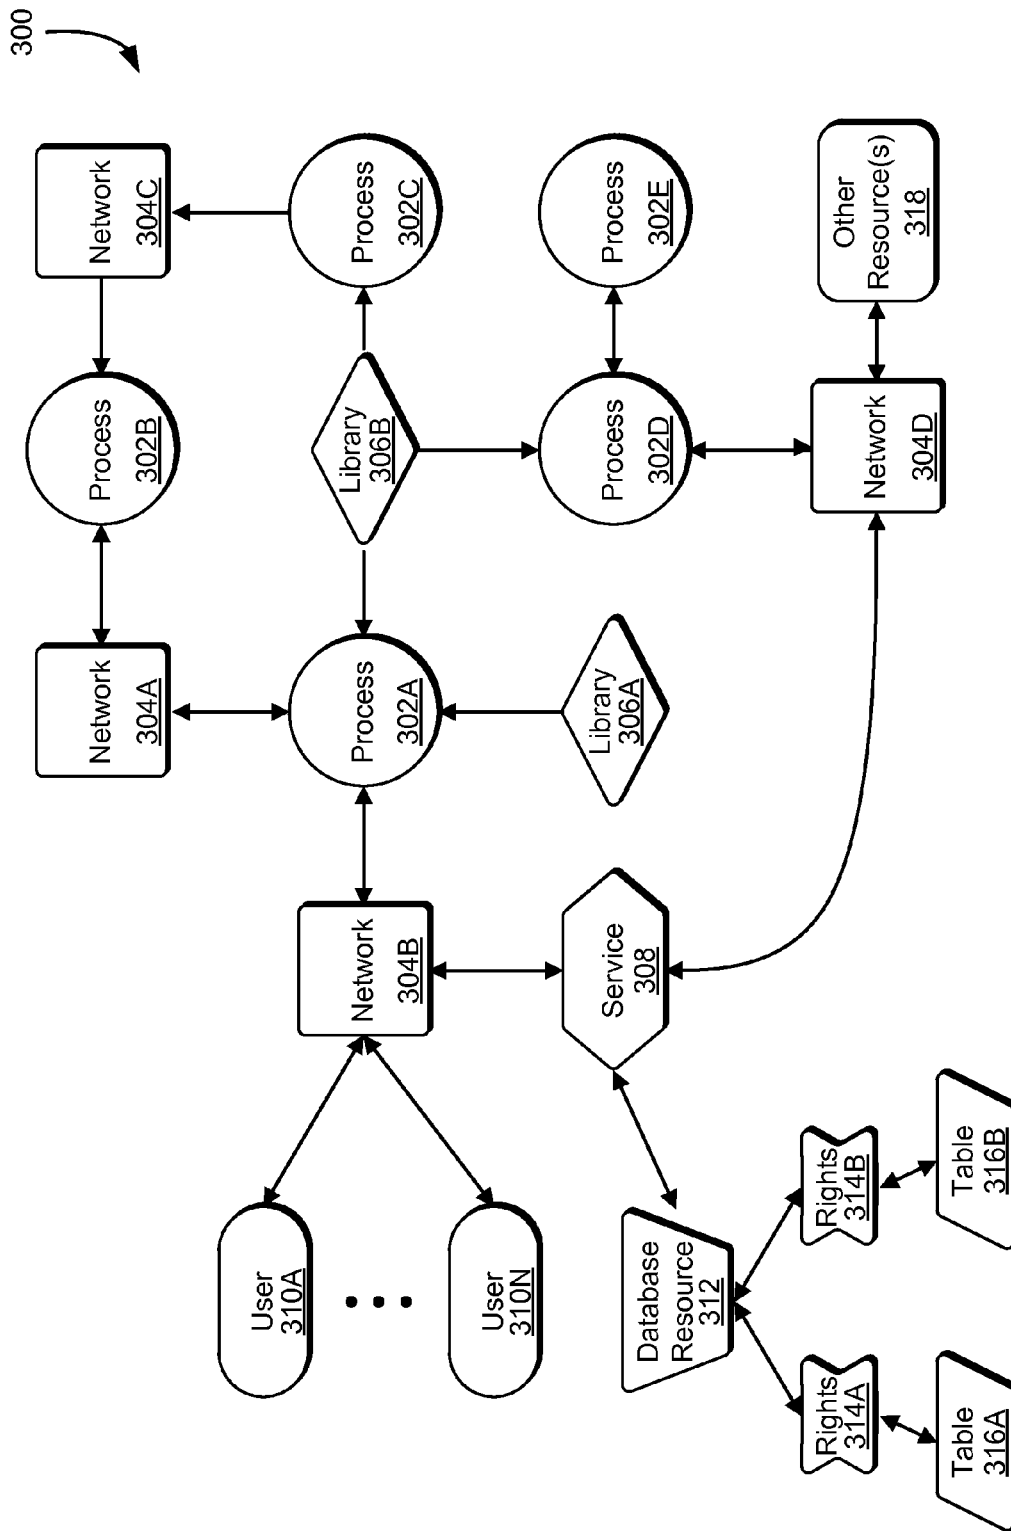 300
Network
304C
Process
302C
Process
302E
Other
Resource(s)
318
Process
302B
Library
306B
Process
302D
Network
304D
Network
304A
Process
302A
Library
306A
Network
304B
Service
308
User
310A
User
310N
Database
Resource
312
Rights
314B
Table
316B
Rights
314A
Table
316A